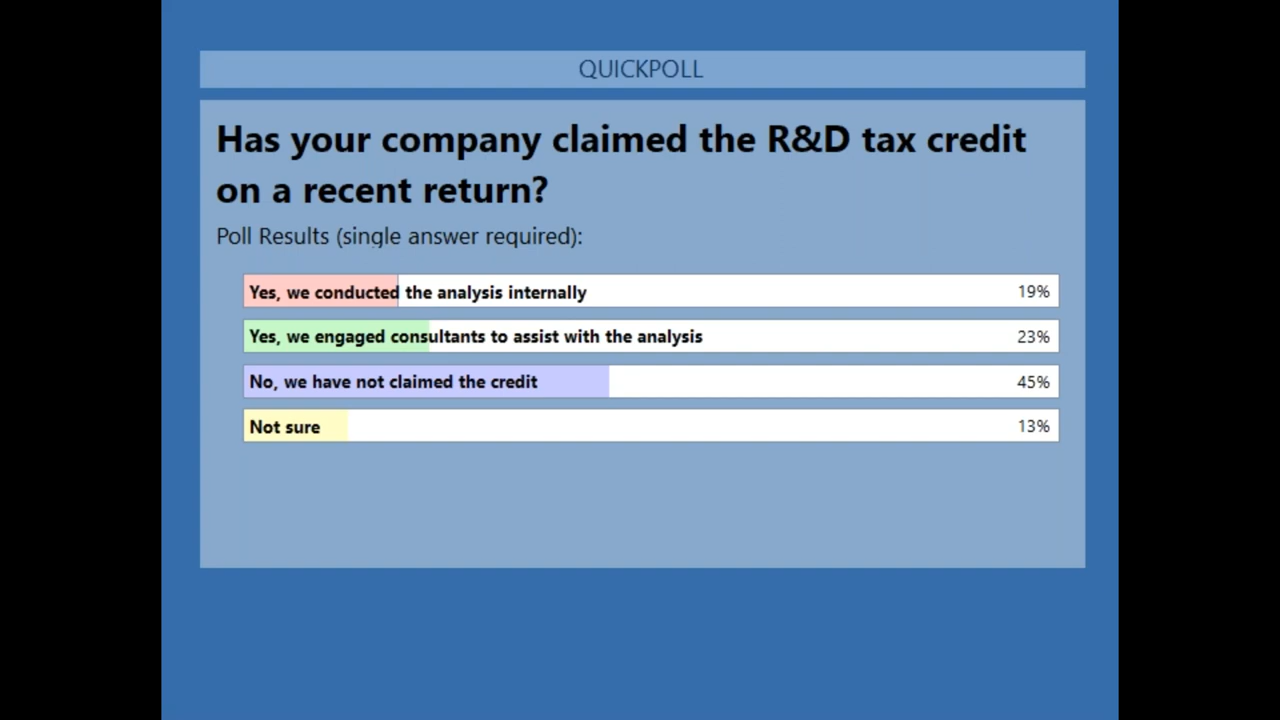 QUICKPOLL
Has your company claimed the R&D tax credit
on a recent return?
Poll Results (single answer required):
Yes, we conducted the analysis internally 19%
Yes, we engaged consultants to assist with the analysis 23%
No, we have not claimed the credit 45%
Not sure 13%